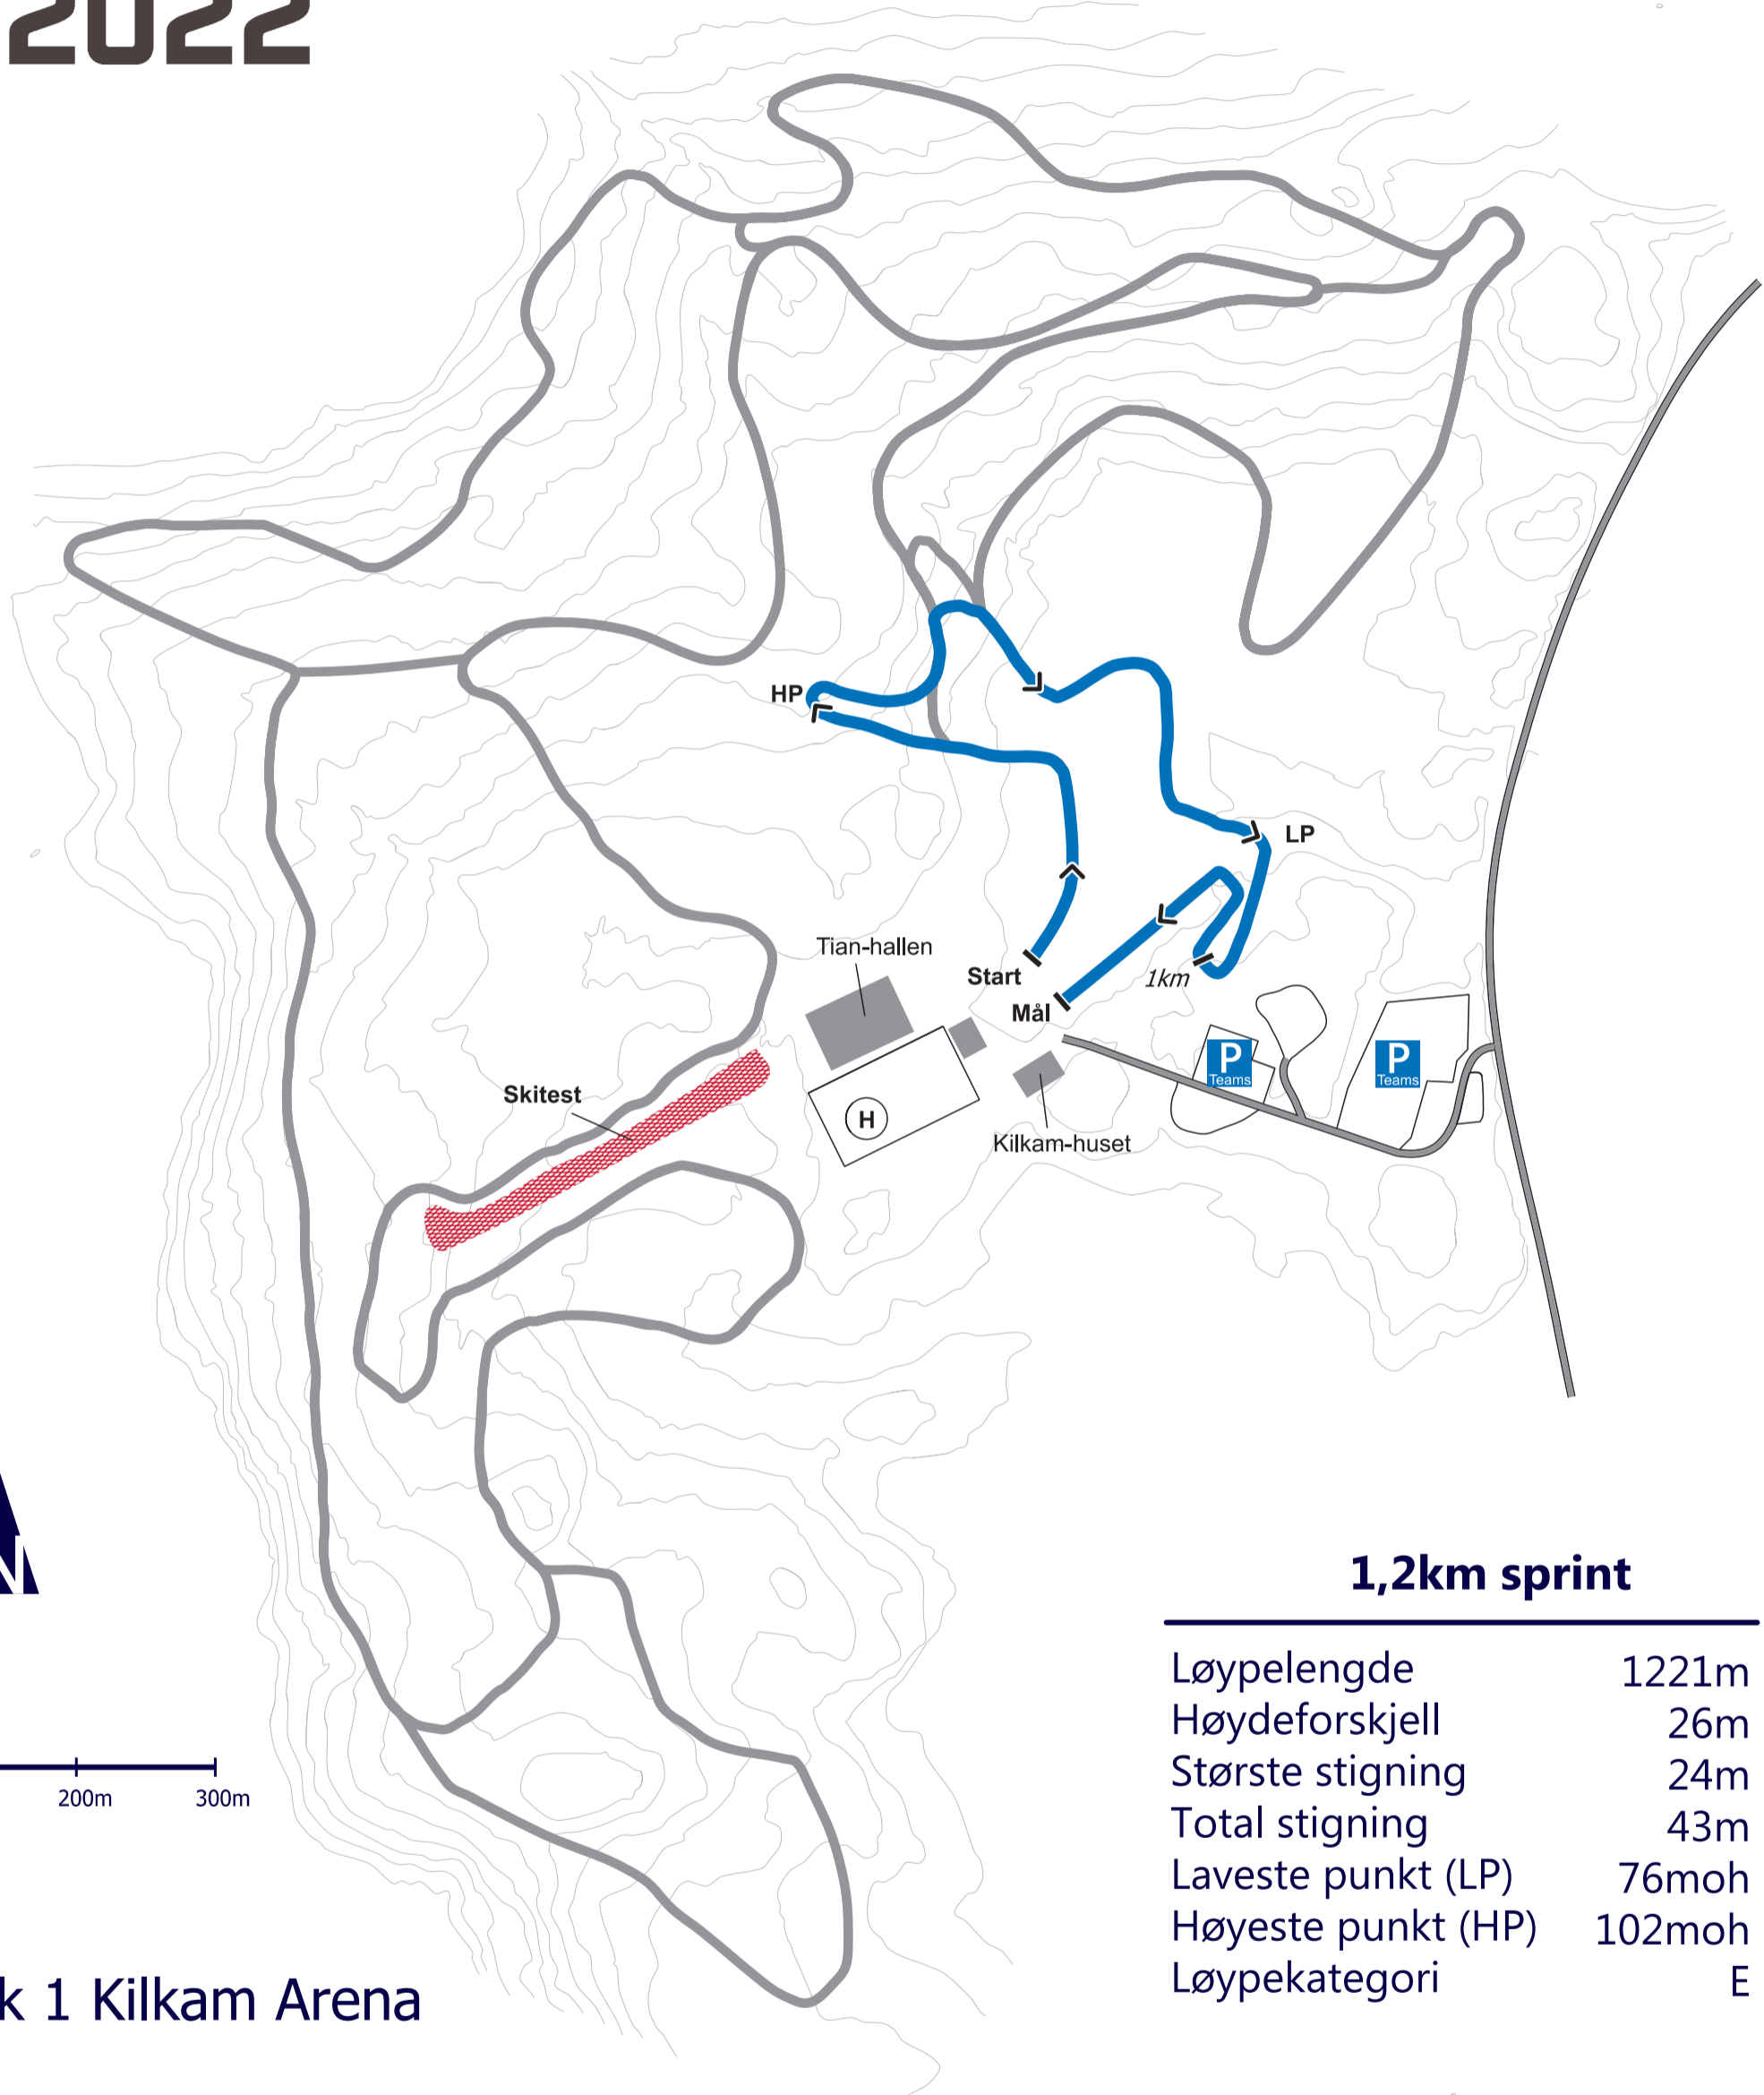 2022
HP
LP
Tian-hallen
Start
1km
Mål
Skitest
P
Teams
P
Teams
H
Kilkam-huset
N
1,2km sprint
Løypelengde 1221m
Høydeforskjell 26m
Største stigning 24m
Total stigning 43m
Laveste punkt (LP) 76moh
Høyeste punkt (HP) 102moh
Løypekategori E
200m 300m
k 1 Kilkam Arena